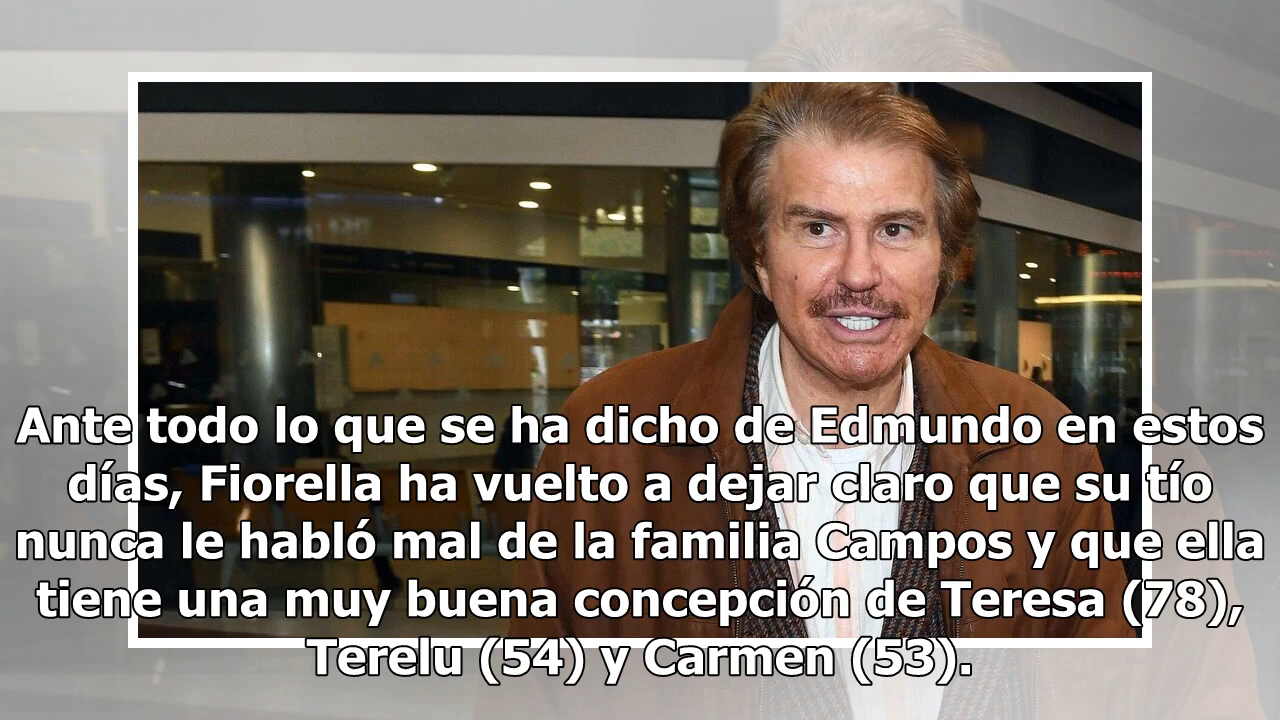 Ante todo lo que se ha dicho de Edmundo en estos
días, Fiorella ha vuelto a dejar claro que su tío
nunca le habló mal de la familia Campos y que ella
tiene una muy buena concepción de Teresa (78),
Terelu (54) y Carmen (53).